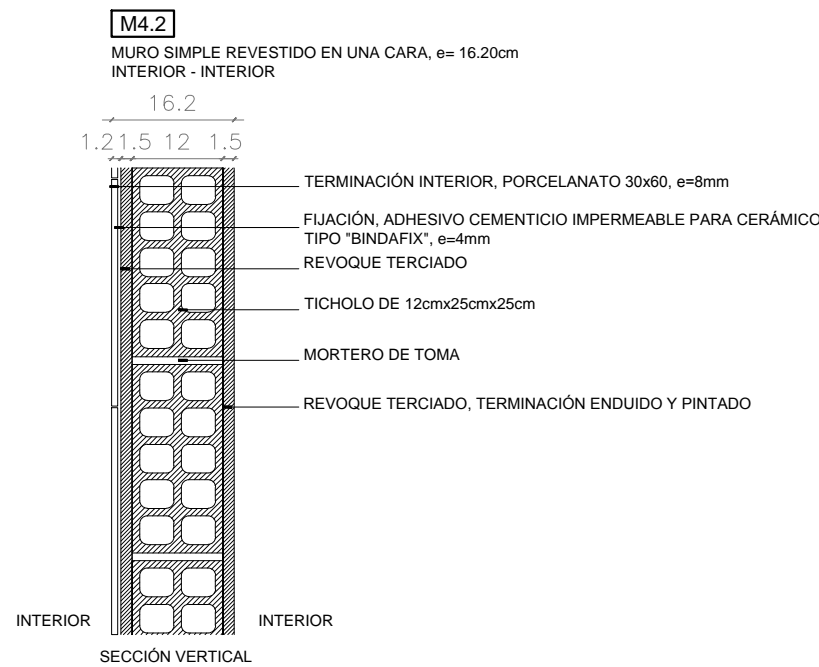 M4.2
MURO SIMPLE REVESTIDO EN UNA CARA, e= 16.20cm
INTERIOR - INTERIOR
16.2
1.2 1.5 12 1.5
TERMINACIÓN INTERIOR, PORCELANATO 30x60, e=8mm
FIJACIÓN, ADHESIVO CEMENTICIO IMPERMEABLE PARA CERÁMICO
TIPO "BINDAFIX", e=4mm
REVOQUE TERCIADO
TICHOLO DE 12cmx25cmx25cm
MORTERO DE TOMA
REVOQUE TERCIADO, TERMINACIÓN ENDUIDO Y PINTADO
INTERIOR INTERIOR
SECCIÓN VERTICAL